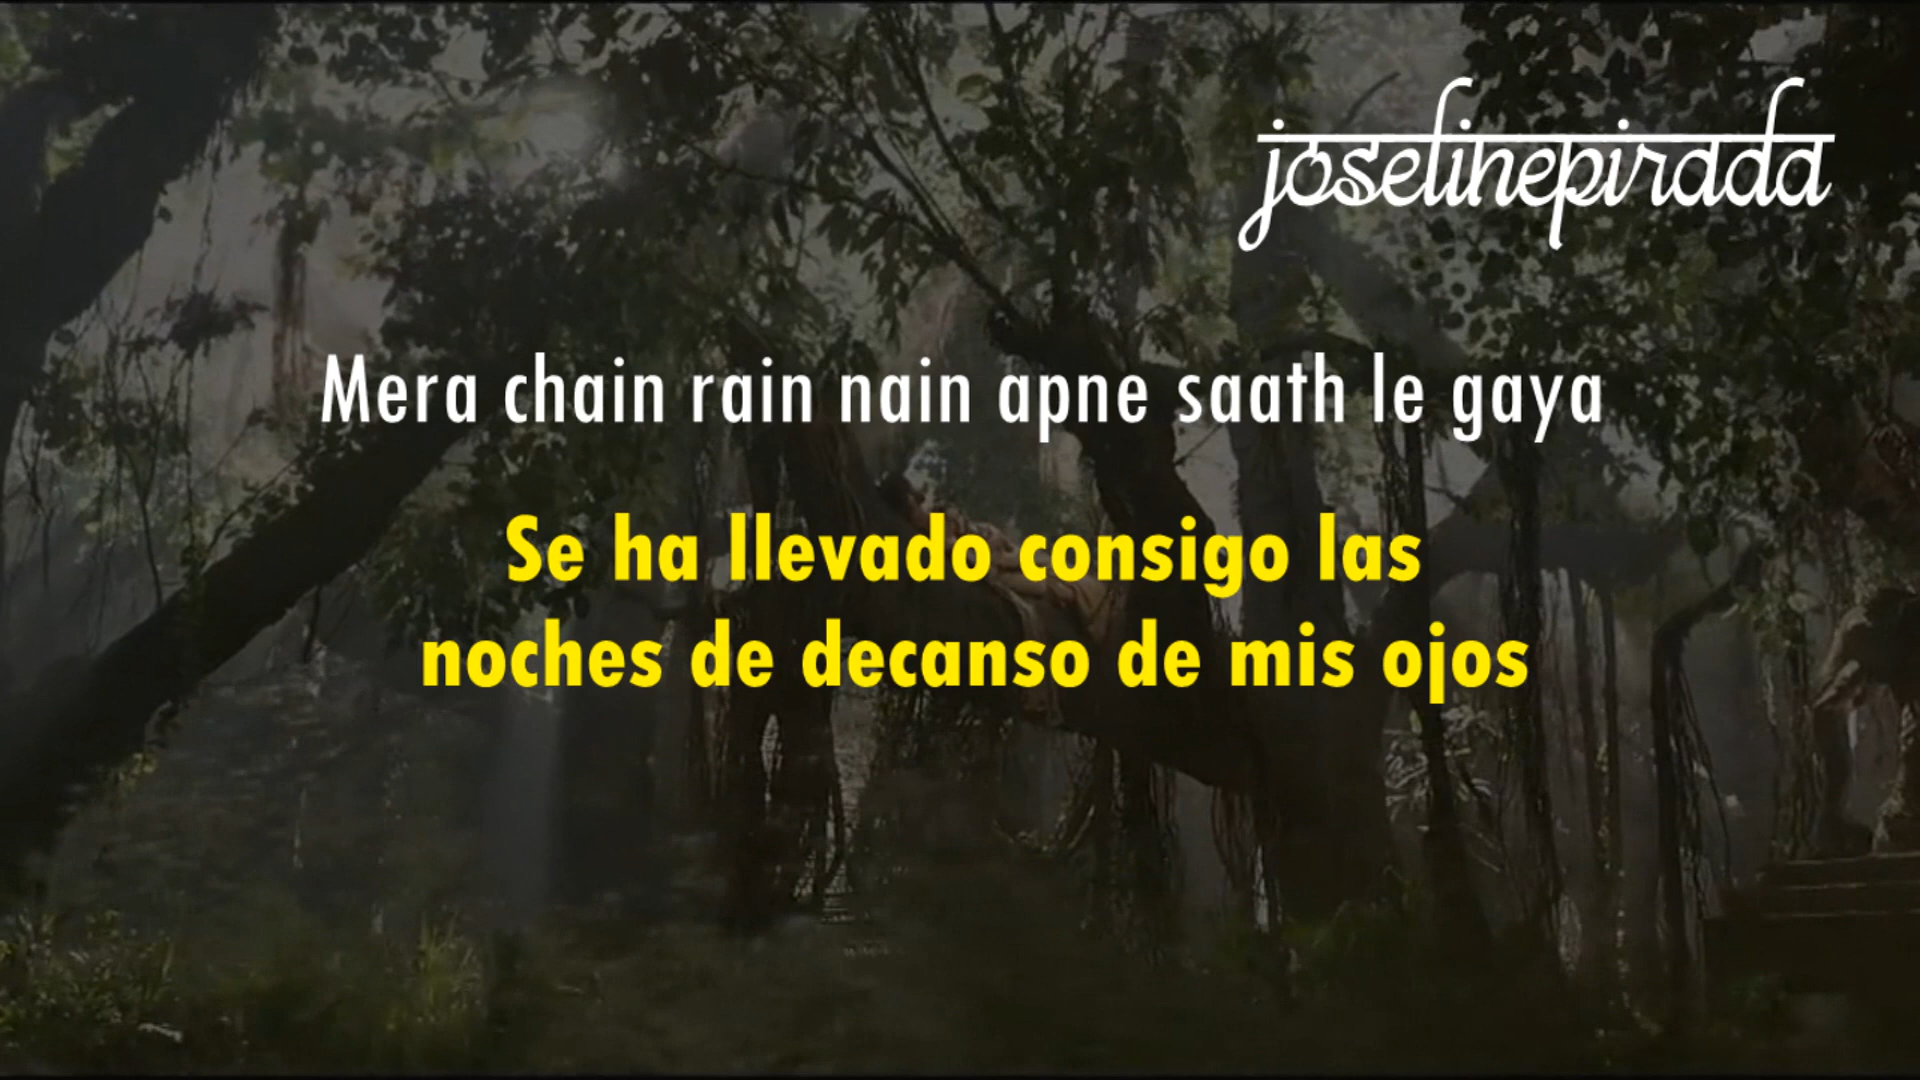 joselinepirada
Mera chain rain nain apne saath le gaya
Se ha llevado consigo las
noches de decanso de mis ojos